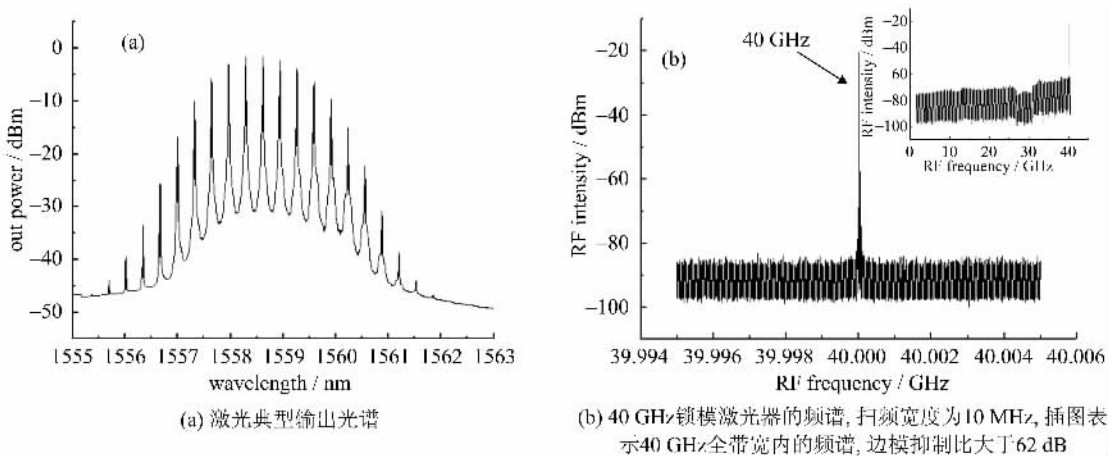 (a)
0
−10
−20
−30
−40
−50
out power / dBm
1555 1556 1557 1558 1559 1560 1561 1562 1563
wavelength / nm
(a) 激光典型输出光谱
(b)
40 GHz
−20
−40
−60
−80
−100
RF intensity / dBm
39.994 39.996 39.998 40.000 40.002 40.004 40.006
RF frequency / GHz
−20
−40
−60
−80
−100
RF intensity / dBm
0 10 20 30 40
RF frequency / GHz
(b) 40 GHz锁模激光器的频谱, 扫频宽度为10 MHz, 插图表
示40 GHz全带宽内的频谱, 边模抑制比大于62 dB